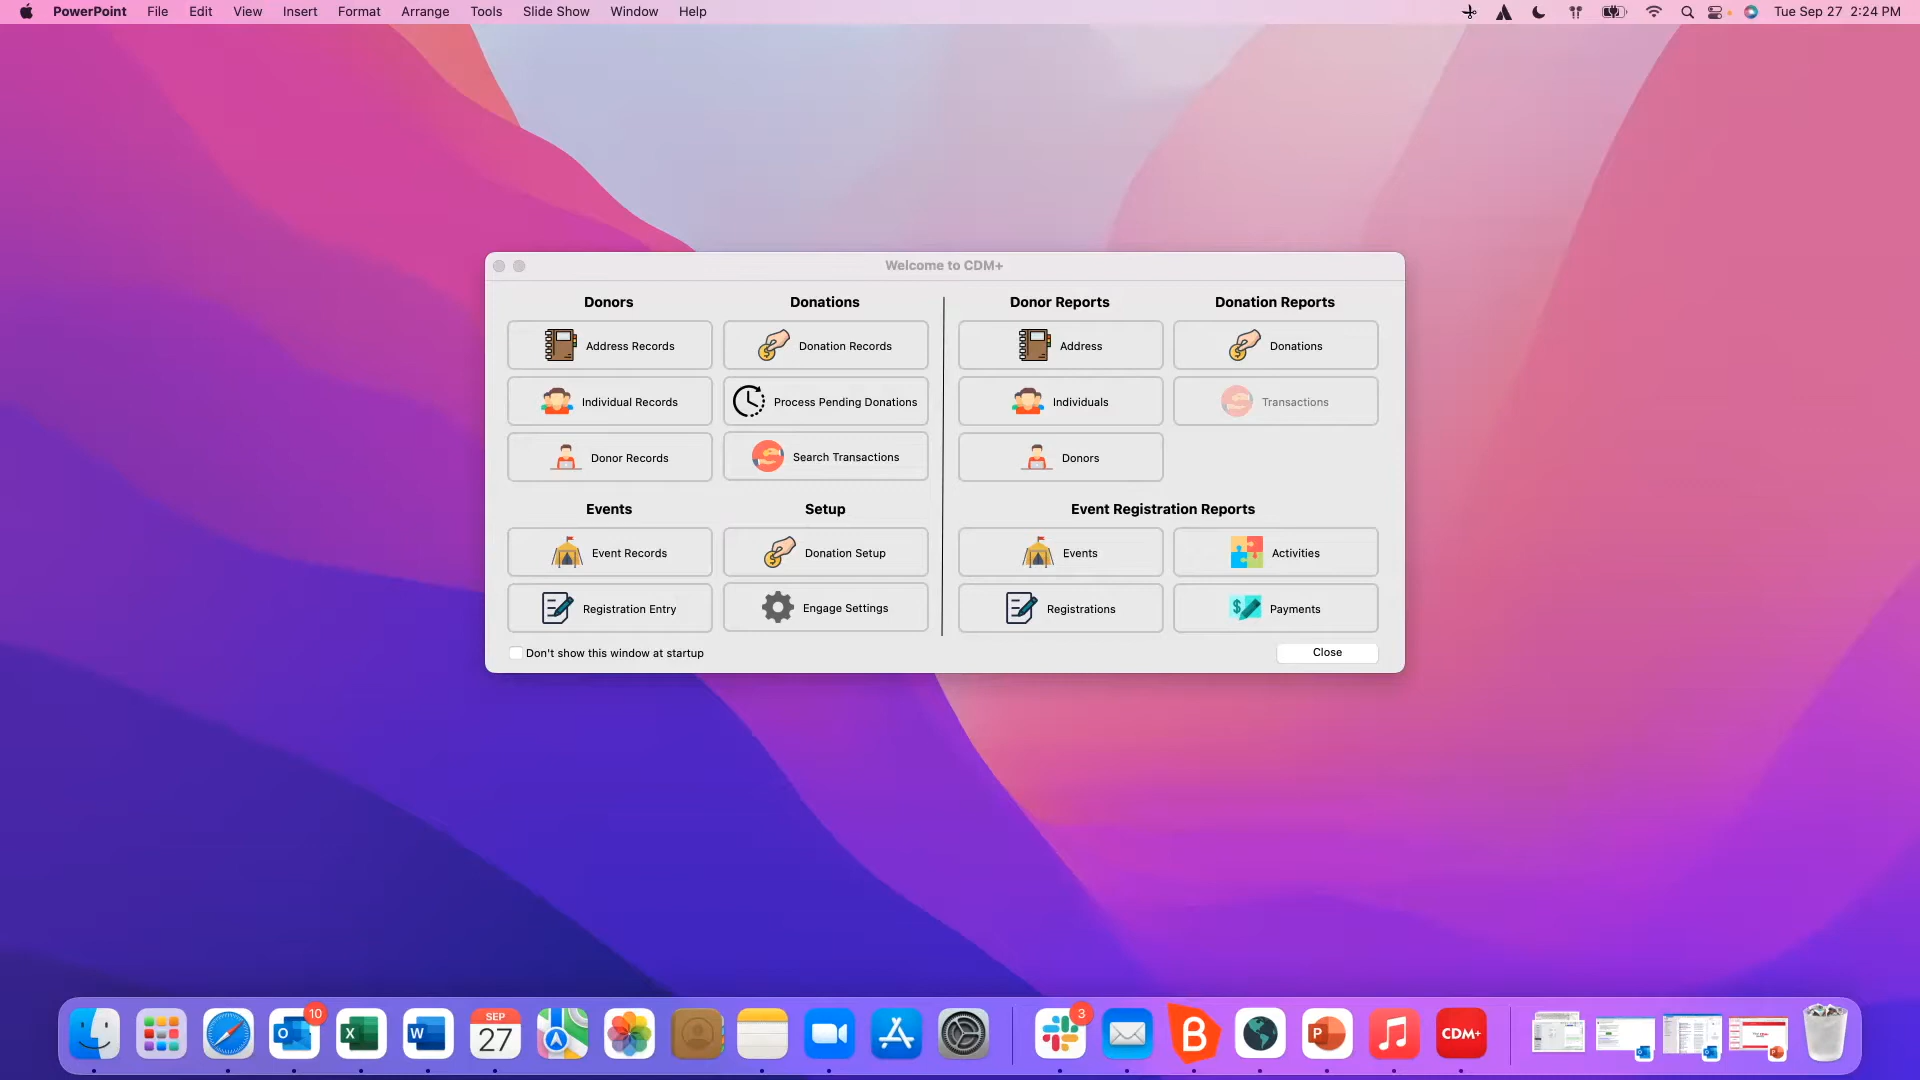 PowerPoint File Edit View Insert Format Arrange Tools Slide Show Window Help Tue Sep 27 2:24 PM
Welcome to CDM+
Donors Donations Donor Reports Donation Reports
Address Records Donation Records Address Donations
Individual Records Process Pending Donations Individuals Transactions
Donor Records Search Transactions Donors
Events Setup Event Registration Reports
Event Records Donation Setup Events Activities
Registration Entry Engage Settings Registrations Payments
Don't show this window at startup Close
10 SEP 3
27 CDM+